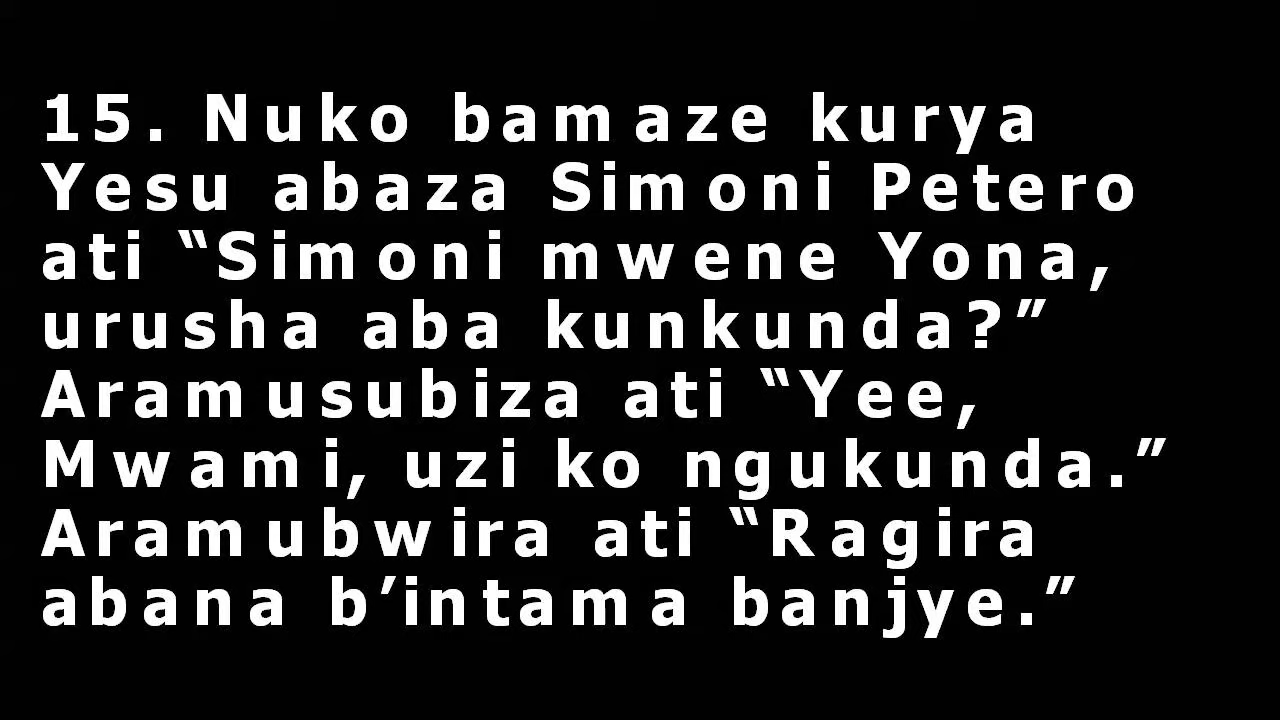 15. Nuko bamaze kurya
Yesu abaza Simoni Petero
ati “Simoni mwene Yona,
urusha aba kunkunda?”
Aramusubiza ati “Yee,
Mwami, uzi ko ngukunda.”
Aramubwira ati “Ragira
abana b’intama banjye.”